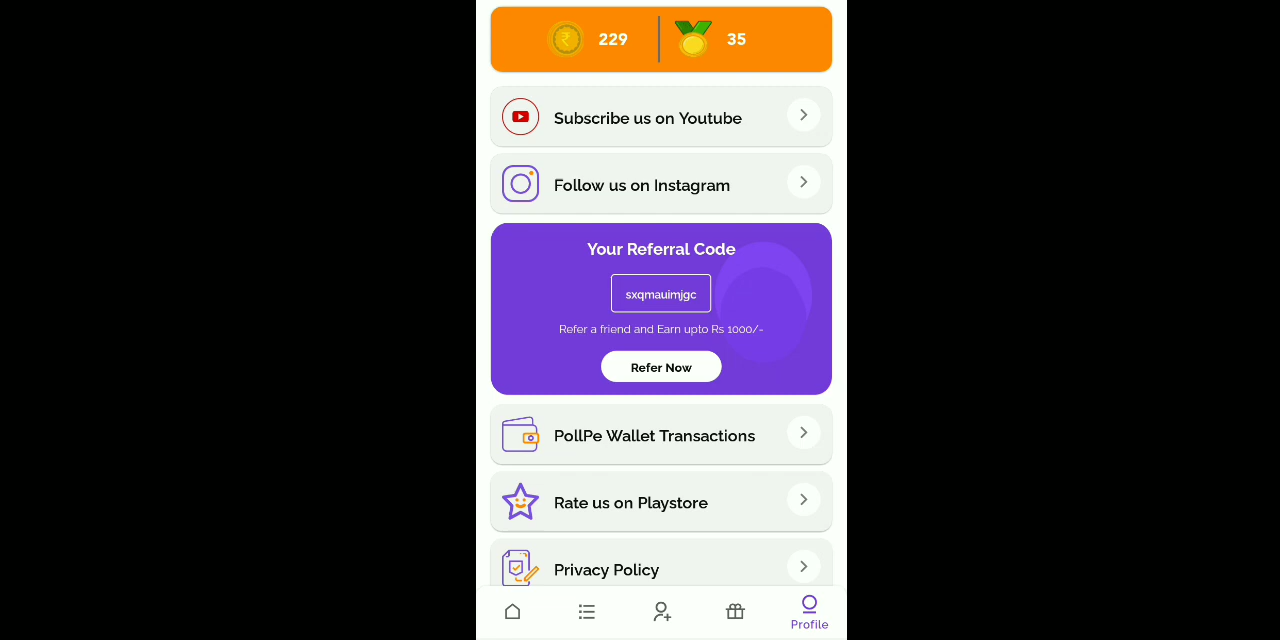 229
35
Subscribe us on Youtube
Follow us on Instagram
Your Referral Code
sxqmauimjgc
Refer a friend and Earn upto Rs 1000/-
Refer Now
PollPe Wallet Transactions
Rate us on Playstore
Privacy Policy
Profile